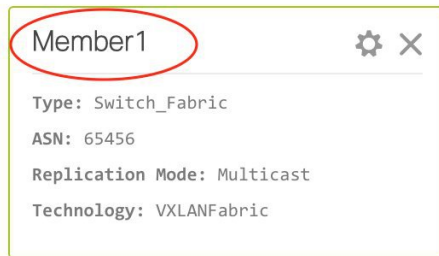 Member1
Type: Switch_Fabric
ASN: 65456
Replication Mode: Multicast
Technology: VXLANFabric